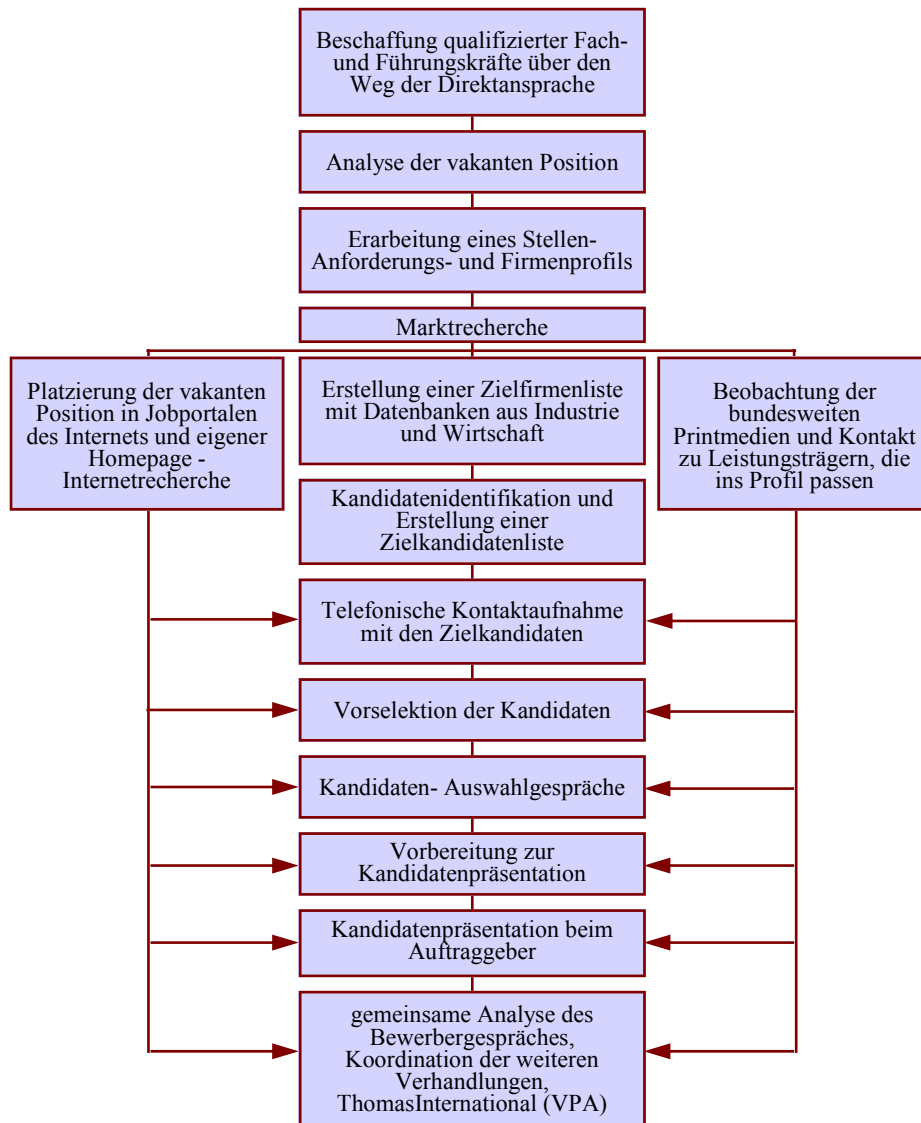 Beschaffung qualifizierter Fach-
und Führungskräfte über den
Weg der Direktansprache
Analyse der vakanten Position
Erarbeitung eines Stellen-
Anforderungs- und Firmenprofils
Marktrecherche
Platzierung der vakanten
Position in Jobportalen
des Internets und eigener
Homepage -
Internetrecherche
Erstellung einer Zielfirmenliste
mit Datenbanken aus Industrie
und Wirtschaft
Beobachtung der
bundesweiten
Printmedien und Kontakt
zu Leistungsträgern, die
ins Profil passen
Kandidatenidentifikation und
Erstellung einer
Zielkandidatenliste
Telefonische Kontaktaufnahme
mit den Zielkandidaten
Vorselektion der Kandidaten
Kandidaten- Auswahlgespräche
Vorbereitung zur
Kandidatenpräsentation
Kandidatenpräsentation beim
Auftraggeber
gemeinsame Analyse des
Bewerbergespräches,
Koordination der weiteren
Verhandlungen,
ThomasInternational (VPA)